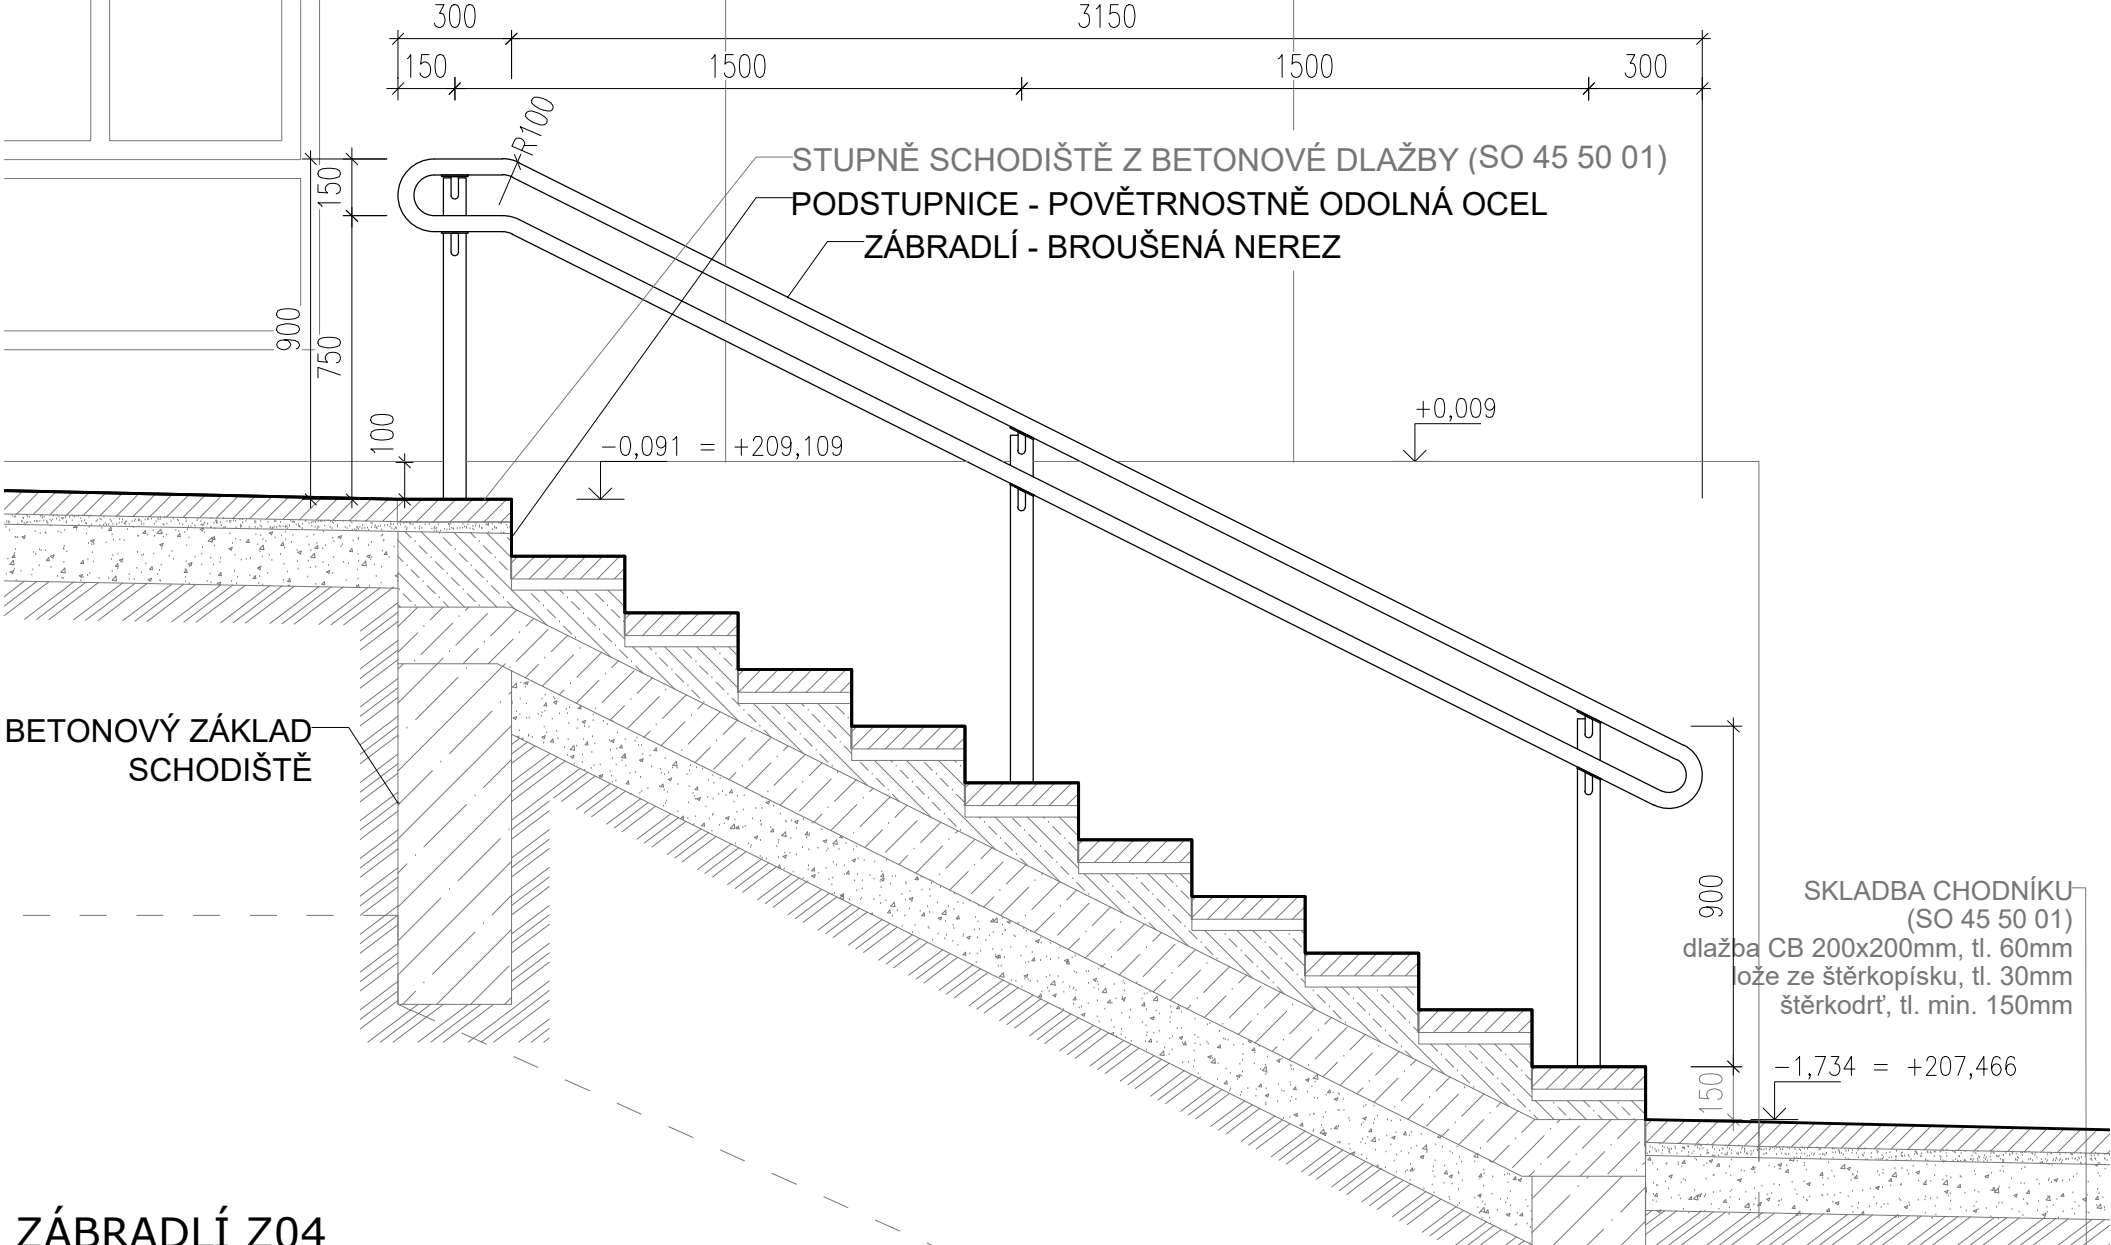 300
3150
150
1500
1500
300
R100
STUPNĚ SCHODIŠTĚ Z BETONOVÉ DLAŽBY (SO 45 50 01)
PODSTUPNICE - POVĚTRNOSTNĚ ODOLNÁ OCEL
ZÁBRADLÍ - BROUŠENÁ NEREZ
150
900
750
100
-0,091 = +209,109
+0,009
BETONOVÝ ZÁKLAD
SCHODIŠTĚ
900
SKLADBA CHODNÍKU
(SO 45 50 01)
dlažba CB 200x200mm, tl. 60mm
lože ze štěrkopísku, tl. 30mm
štěrkodrť, tl. min. 150mm
150
-1,734 = +207,466
ZÁBRADLÍ Z04